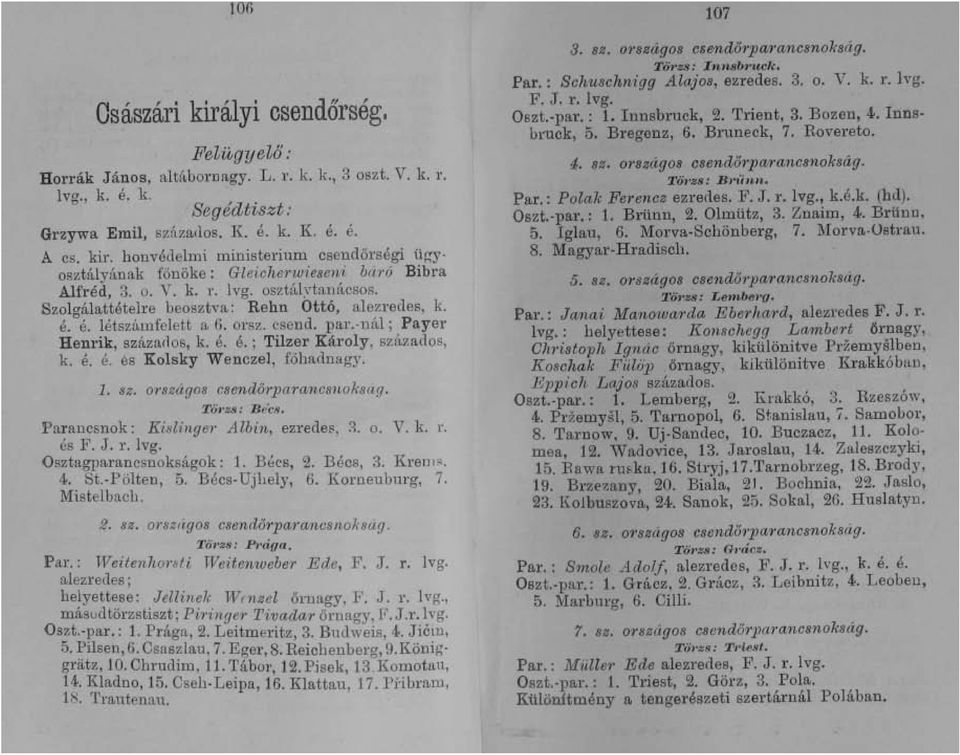 106
Császári királyi csendőrség.
Felügyelő:
Horrák János, altábornagy. L. r. k. k., 3 oszt. V. k. r.
lvg., k. é. k.
Segédtiszt:
Grzywa Emil, százados. K. é. k. K. é. é.
A cs. kir. honvédelmi ministerium csendőrségi ügy-
osztályának főnöke: Gleicherwieseni báró Bibra
Alfréd, 3. o. V. k. r. lvg. osztálytanácsos.
Szolgálattételre beosztva: Rehn Ottó, alezredes, k.
é. é. létszámfelett a 6. orsz. csend. par.-nál; Payer
Henrik, százados, k. é. é.; Tilzer Károly, százados,
k. é. é. és Kolsky Wenczel, főhadnagy.
1. sz. országos csendőrparancsnokság.
Törzs: Bécs.
Parancsnok: Kislinger Albin, ezredes, 3. o. V. k. r.
és F. J. r. lvg.
Osztagparancsnokságok: 1. Bécs, 2. Bécs, 3. Krems.
4. St.-Pölten, 5. Bécs-Ujhely, 6. Korneuburg, 7.
Mistelbach.
2. sz. országos csendőrparancsnokság.
Törzs: Prága.
Par.: Weitenhorsti Weitenweber Ede, F. J. r. lvg.
alezredes;
helyettese: Jellinek Wenzel őrnagy, F. J. r. lvg.,
másodtörzstiszt; Piringer Tivadar őrnagy, F.J.r. lvg.
Oszt.-par.: 1. Prága, 2. Leitmeritz, 3. Budweis, 4. Jičin,
5. Pilsen, 6. Csaszlau, 7. Eger, 8. Reichenberg, 9. König-
grätz, 10. Chrudim, 11. Tábor, 12. Pisek, 13. Komotau,
14. Kladno, 15. Cseh-Leipa, 16. Klattau, 17. Přibram,
18. Trautenau.
107
3. sz. országos csendőrparancsnokság.
Törzs: Innsbruck.
Par.: Schuschnigg Alajos, ezredes. 3. o. V. k. r. lvg.
F. J. r. lvg.
Oszt.-par.: 1. Innsbruck, 2. Trient, 3. Bozen, 4. Inns-
bruck, 5. Bregenz, 6. Bruneck, 7. Rovereto.
4. sz. országos csendőrparancsnokság.
Törzs: Brünn.
Par.: Polak Ferencz ezredes. F. J. r. lvg., k.é.k. (hd).
Oszt.-par.: 1. Brünn, 2. Olmütz, 3. Znaim, 4. Brünn,
5. Iglau, 6. Morva-Schönberg, 7. Morva-Ostrau.
8. Magyar-Hradisch.
5. sz. országos csendőrparancsnokság.
Törzs: Lemberg.
Par.: Janai Manowarda Eberhard, alezredes F. J. r.
lvg.: helyettese: Konschegg Lambert őrnagy,
Christoph Ignác őrnagy, kikülönitve Pržemyšlben,
Koschak Fülöp őrnagy, kikülönitve Krakkóban,
Eppich Lajos százados.
Oszt.-par.: 1. Lemberg, 2. Krakkó, 3. Rzeszów,
4. Pržemyšl, 5. Tarnopol, 6. Stanislau, 7. Samobor,
8. Tarnow, 9. Uj-Sandec, 10. Buczacz, 11. Kolo-
mea, 12. Wadovice, 13. Jaroslau, 14. Zaleszczyki,
15. Rawa ruska, 16. Stryj, 17. Tarnobrzeg, 18. Brody,
19. Brzezany, 20. Biala, 21. Bochnia, 22. Jaslo,
23. Kolbuszova, 24. Sanok, 25. Sokal, 26. Huslatyn.
6. sz. országos csendőrparancsnokság.
Törzs: Grácz.
Par.: Smole Adolf, alezredes, F. J. r. lvg., k. é. é.
Oszt.-par.: 1. Grácz, 2. Grácz, 3. Leibnitz, 4. Leoben,
5. Marburg, 6. Cilli.
7. sz. országos csendőrparancsnokság.
Törzs: Triest.
Par.: Müller Ede alezredes, F. J. r. lvg.
Oszt.-par.: 1. Triest, 2. Görz, 3. Pola.
Különítmény a tengerészeti szertárnál Polában.